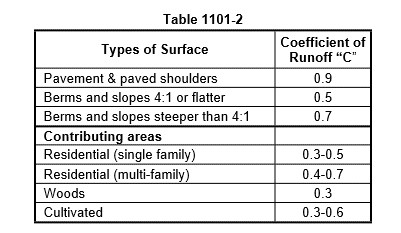 Table 1101-2
Types of Surface Coefficient of
Runoff “C”
Pavement & paved shoulders 0.9
Berms and slopes 4:1 or flatter 0.5
Berms and slopes steeper than 4:1 0.7
Contributing areas
Residential (single family) 0.3-0.5
Residential (multi-family) 0.4-0.7
Woods 0.3
Cultivated 0.3-0.6